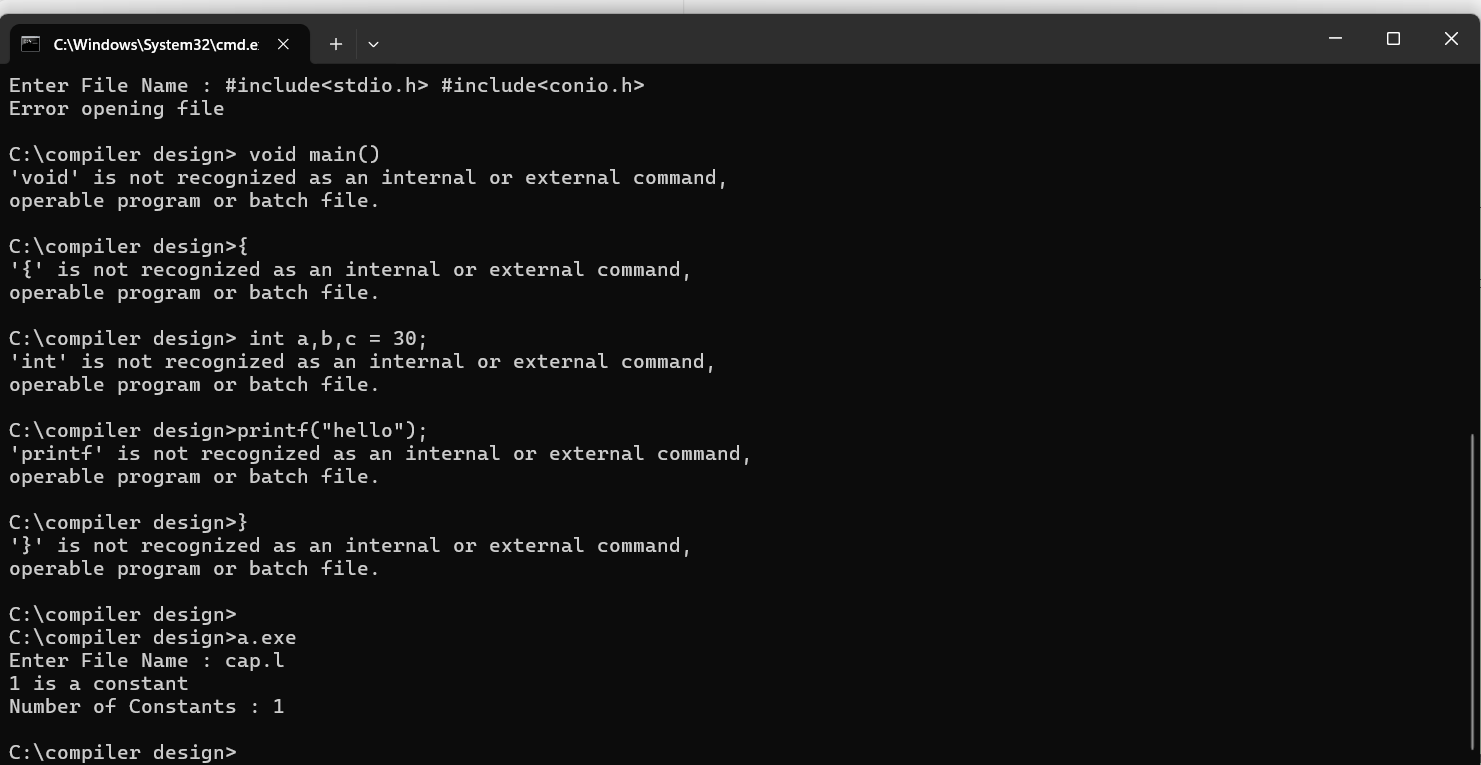 C:\Windows\System32\cmd.e
Enter File Name : #include<stdio.h> #include<conio.h>
Error opening file
C:\compiler design> void main()
'void' is not recognized as an internal or external command,
operable program or batch file.
C:\compiler design>{
'{' is not recognized as an internal or external command,
operable program or batch file.
C:\compiler design> int a,b,c = 30;
'int' is not recognized as an internal or external command,
operable program or batch file.
C:\compiler design>printf("hello");
'printf' is not recognized as an internal or external command,
operable program or batch file.
C:\compiler design>}
'}' is not recognized as an internal or external command,
operable program or batch file.
C:\compiler design>
C:\compiler design>a.exe
Enter File Name : cap.l
1 is a constant
Number of Constants : 1
C:\compiler design>